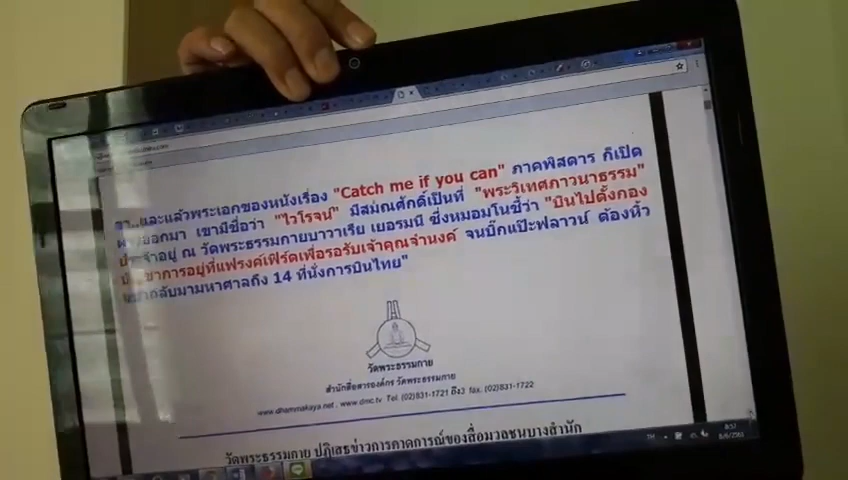 ฮา...และแล้วพระเอกของหนังเรื่อง "Catch me if you can" ภาคพิสดาร ก็เปิด
ออกมา เขามีชื่อว่า "ไวโรจน์" มีสมณศักดิ์เป็นที่ "พระวิเทศภาวนาธรรม"
ประจำอยู่ ณ วัดพระธรรมกายบาวาเรีย เยอรมนี ซึ่งหมอมโนชี้ว่า "บินไปตั้งกอง
บัญชาการอยู่ที่แฟรงค์เฟิร์ตเพื่อรอรับเจ้าคุณจำนงค์ จนบิ๊กแป๊ะฟลาวน์ ต้องหิ้ว
กลับมามหาศาลถึง 14 ที่นั่งการบินไทย"
วัดพระธรรมกาย
สำนักสื่อสารองค์กร วัดพระธรรมกาย
www.dhammakaya.net , www.dmc.tv Tel. (02)831-1721 ถึง3 Fax. (02)831-1722
วัดพระธรรมกาย ปฏิเสธข่าวการคาดการณ์ของสื่อมวลชนบางสำนัก
TH
8:52
8/6/2561